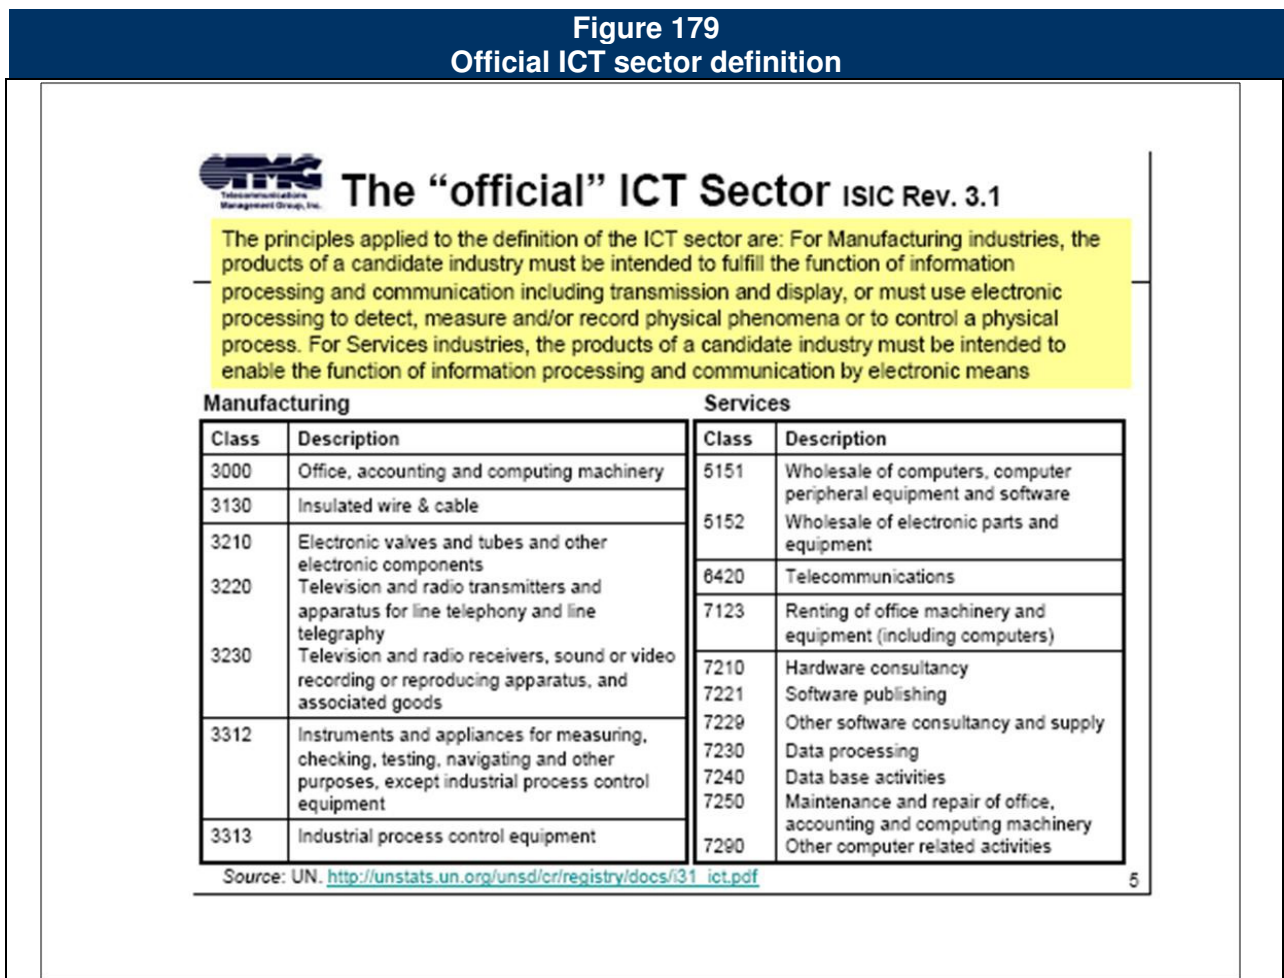 Figure 179
Official ICT sector definition
TMG
Telecommunications
Management Group, Inc.
The “official” ICT Sector ISIC Rev. 3.1
The principles applied to the definition of the ICT sector are: For Manufacturing industries, the
products of a candidate industry must be intended to fulfill the function of information
processing and communication including transmission and display, or must use electronic
processing to detect, measure and/or record physical phenomena or to control a physical
process. For Services industries, the products of a candidate industry must be intended to
enable the function of information processing and communication by electronic means
Manufacturing
Class Description
3000 Office, accounting and computing machinery
3130 Insulated wire & cable
3210 Electronic valves and tubes and other
electronic components
3220 Television and radio transmitters and
apparatus for line telephony and line
telegraphy
3230 Television and radio receivers, sound or video
recording or reproducing apparatus, and
associated goods
3312 Instruments and appliances for measuring,
checking, testing, navigating and other
purposes, except industrial process control
equipment
3313 Industrial process control equipment
Services
Class Description
5151 Wholesale of computers, computer
peripheral equipment and software
5152 Wholesale of electronic parts and
equipment
6420 Telecommunications
7123 Renting of office machinery and
equipment (including computers)
7210 Hardware consultancy
7221 Software publishing
7229 Other software consultancy and supply
7230 Data processing
7240 Data base activities
7250 Maintenance and repair of office,
accounting and computing machinery
7290 Other computer related activities
Source: UN. http://unstats.un.org/unsd/cr/registry/docs/i31_ict.pdf
5